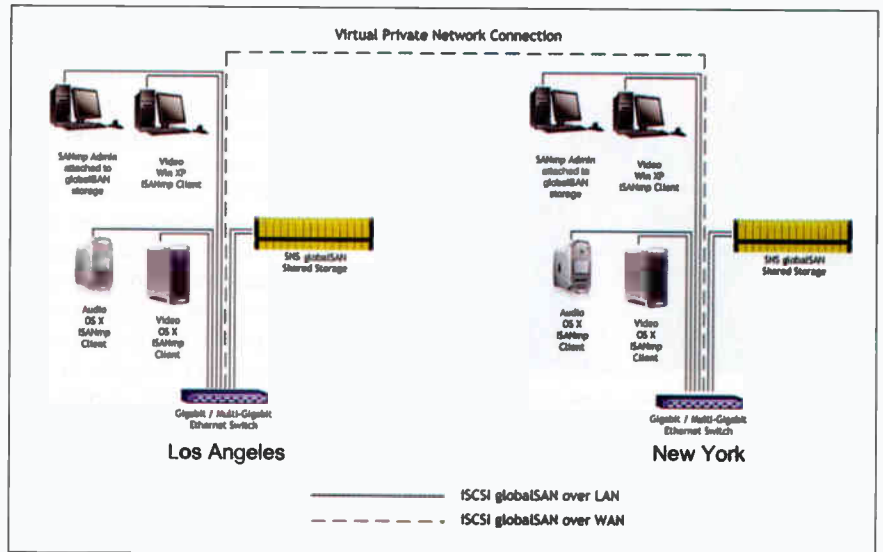 Virtual Private Network Connection
SANmp Admin
attached to
globalSAN
storage
Video
Win XP
iSANmp Client
SNS globalSAN
Shared Storage
Audio
OS X
iSANmp
Client
Video
OS X
iSANmp
Client
Gigabit / Multi-Gigabit
Ethernet Switch
Los Angeles
SANmp Admin
attached to
globalSAN
storage
Video
Win XP
iSANmp Client
SNS globalSAN
Shared Storage
Audio
OS X
iSANmp
Client
Video
OS X
iSANmp
Client
Gigabit / Multi-Gigabit
Ethernet Switch
New York
iSCSI globalSAN over LAN
iSCSI globalSAN over WAN